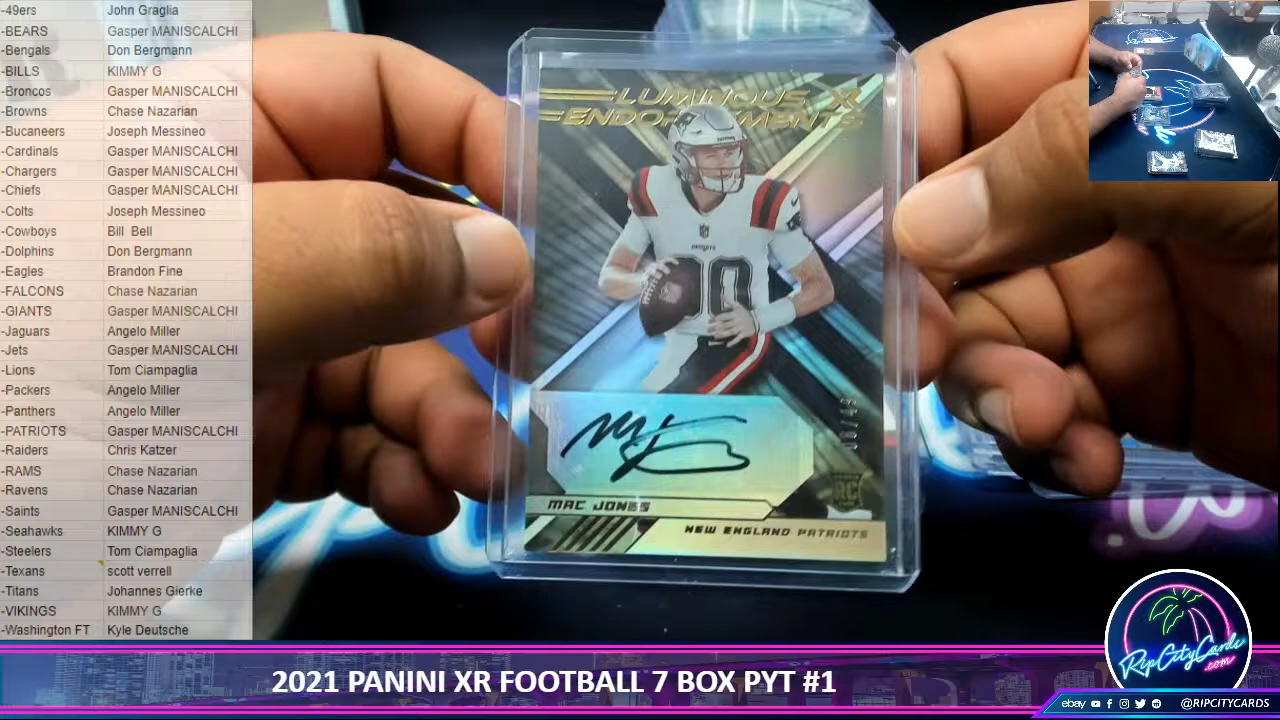 -49ers John Graglia
-BEARS Gasper MANISCALCHI
-Bengals Don Bergmann
-BILLS KIMMY G
-Broncos Gasper MANISCALCHI
-Browns Chase Nazarian
-Bucaneers Joseph Messineo
-Cardinals Gasper MANISCALCHI
-Chargers Gasper MANISCALCHI
-Chiefs Gasper MANISCALCHI
-Colts Joseph Messineo
-Cowboys Bill Bell
-Dolphins Don Bergmann
-Eagles Brandon Fine
-FALCONS Chase Nazarian
-GIANTS Gasper MANISCALCHI
-Jaguars Angelo Miller
-Jets Gasper MANISCALCHI
-Lions Tom Ciampaglia
-Packers Angelo Miller
-Panthers Angelo Miller
-PATRIOTS Gasper MANISCALCHI
-Raiders Chris Katzer
-RAMS Chase Nazarian
-Ravens Chase Nazarian
-Saints Gasper MANISCALCHI
-Seahawks KIMMY G
-Steelers Tom Ciampaglia
-Texans scott verrell
-Titans Johannes Gierke
-VIKINGS KIMMY G
-Washington FT Kyle Deutsche
LUMINOUS X
ENDORSEMENTS
PATRIOTS
10
RC
MAC JONES
NEW ENGLAND PATRIOTS
RipCityCards
.com
2021 PANINI XR FOOTBALL 7 BOX PYT #1
ebay @RIPCITYCARDS